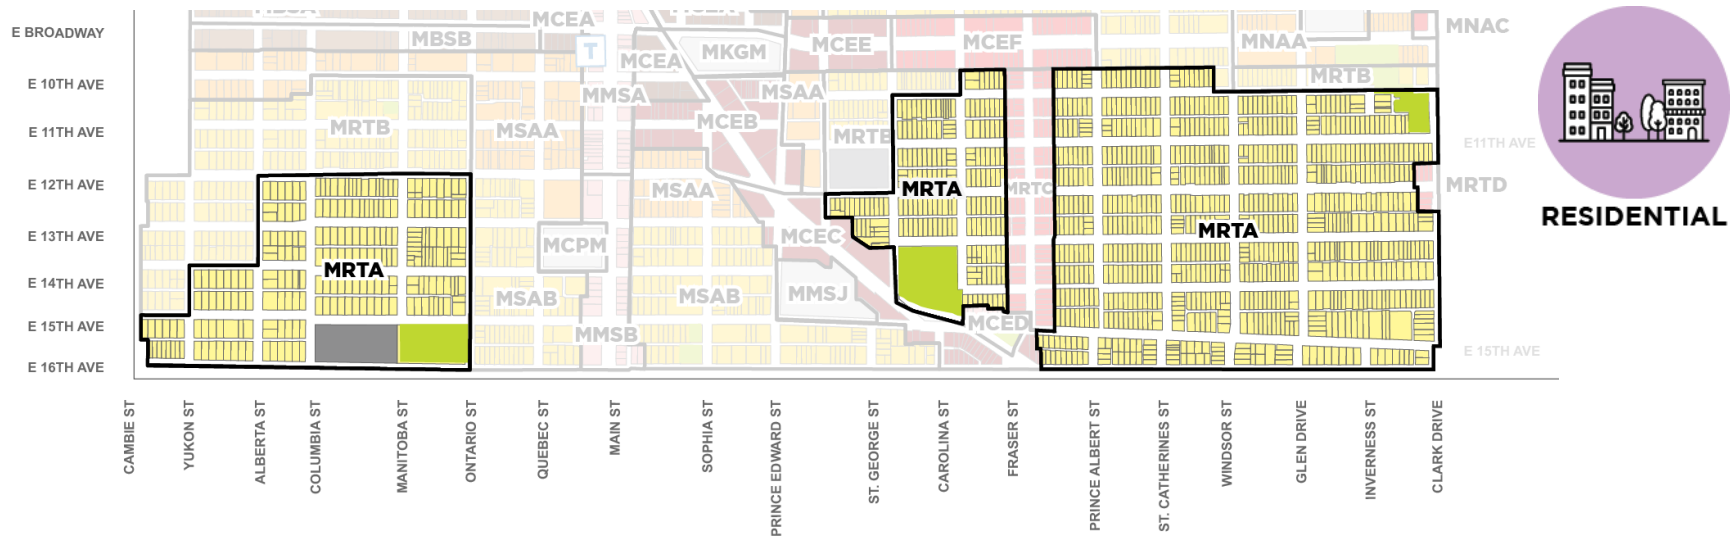 MCEA
MNAC
E BROADWAY
MBSB
T
MKGM
MCEE
MCEF
MNAA
MCEA
E 10TH AVE
MMSA
MSAA
MRTB
E 11TH AVE
MRTB
MSAA
MCEB
MRTB
E11TH AVE
E 12TH AVE
MSAA
MRTA
MRTC
MRTD
RESIDENTIAL
E 13TH AVE
MCPM
MCEC
MRTA
MRTA
E 14TH AVE
MSAB
MSAB
MMSJ
E 15TH AVE
MMSB
MCED
E 15TH AVE
E 16TH AVE
CAMBIE ST
YUKON ST
ALBERTA ST
COLUMBIA ST
MANITOBA ST
ONTARIO ST
QUEBEC ST
MAIN ST
SOPHIA ST
PRINCE EDWARD ST
ST. GEORGE ST
CAROLINA ST
FRASER ST
PRINCE ALBERT ST
ST. CATHERINES ST
WINDSOR ST
GLEN DRIVE
INVERNESS ST
CLARK DRIVE